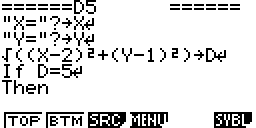 ======D5 ======
"X="?→X↵
"Y="?→Y↵
√((X-2)²+(Y-1)²)→D↵
If D=5↵
Then
TOP BTM SRC MENU SYBL